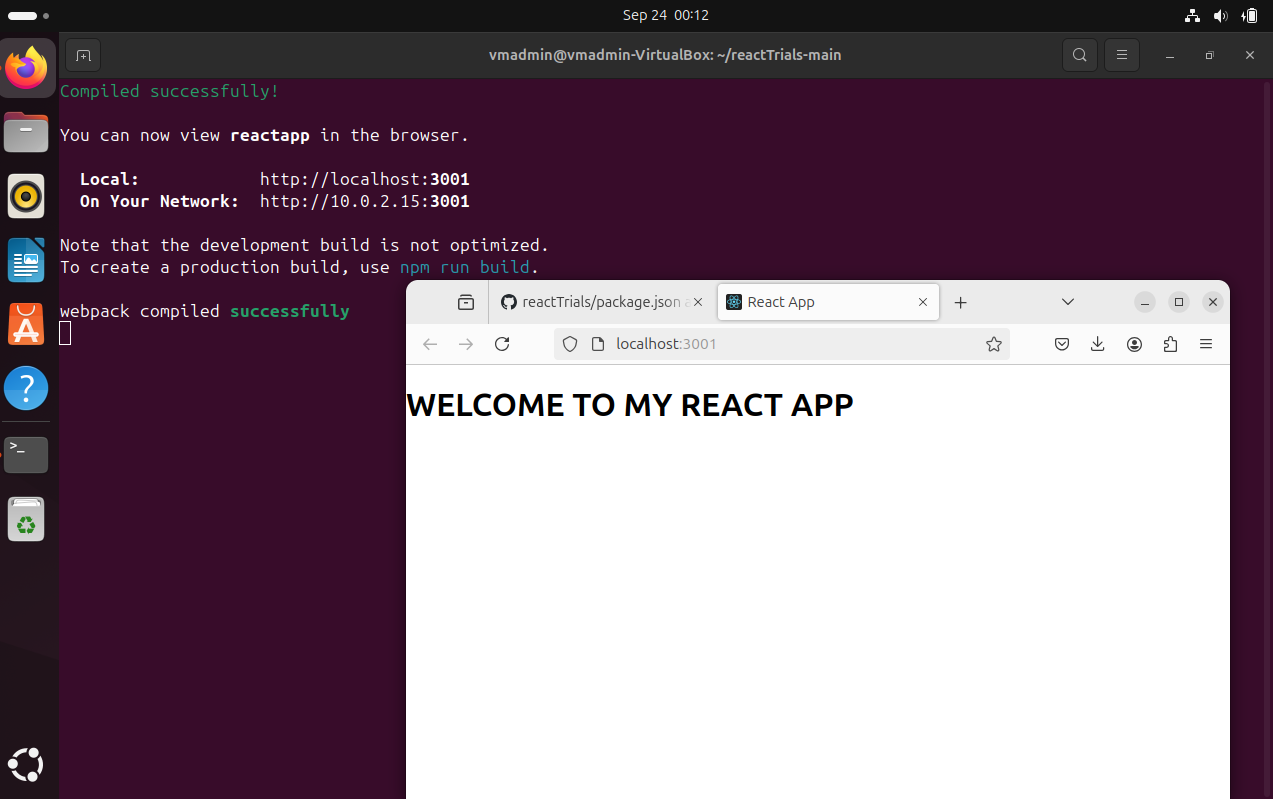 Sep 24 00:12
vmadmin@vmadmin-VirtualBox: ~/reactTrials-main
Compiled successfully!
You can now view reactapp in the browser.
Local: http://localhost:3001
On Your Network: http://10.0.2.15:3001
Note that the development build is not optimized.
To create a production build, use npm run build.
webpack compiled successfully
reactTrials/package.json
React App
localhost:3001
WELCOME TO MY REACT APP